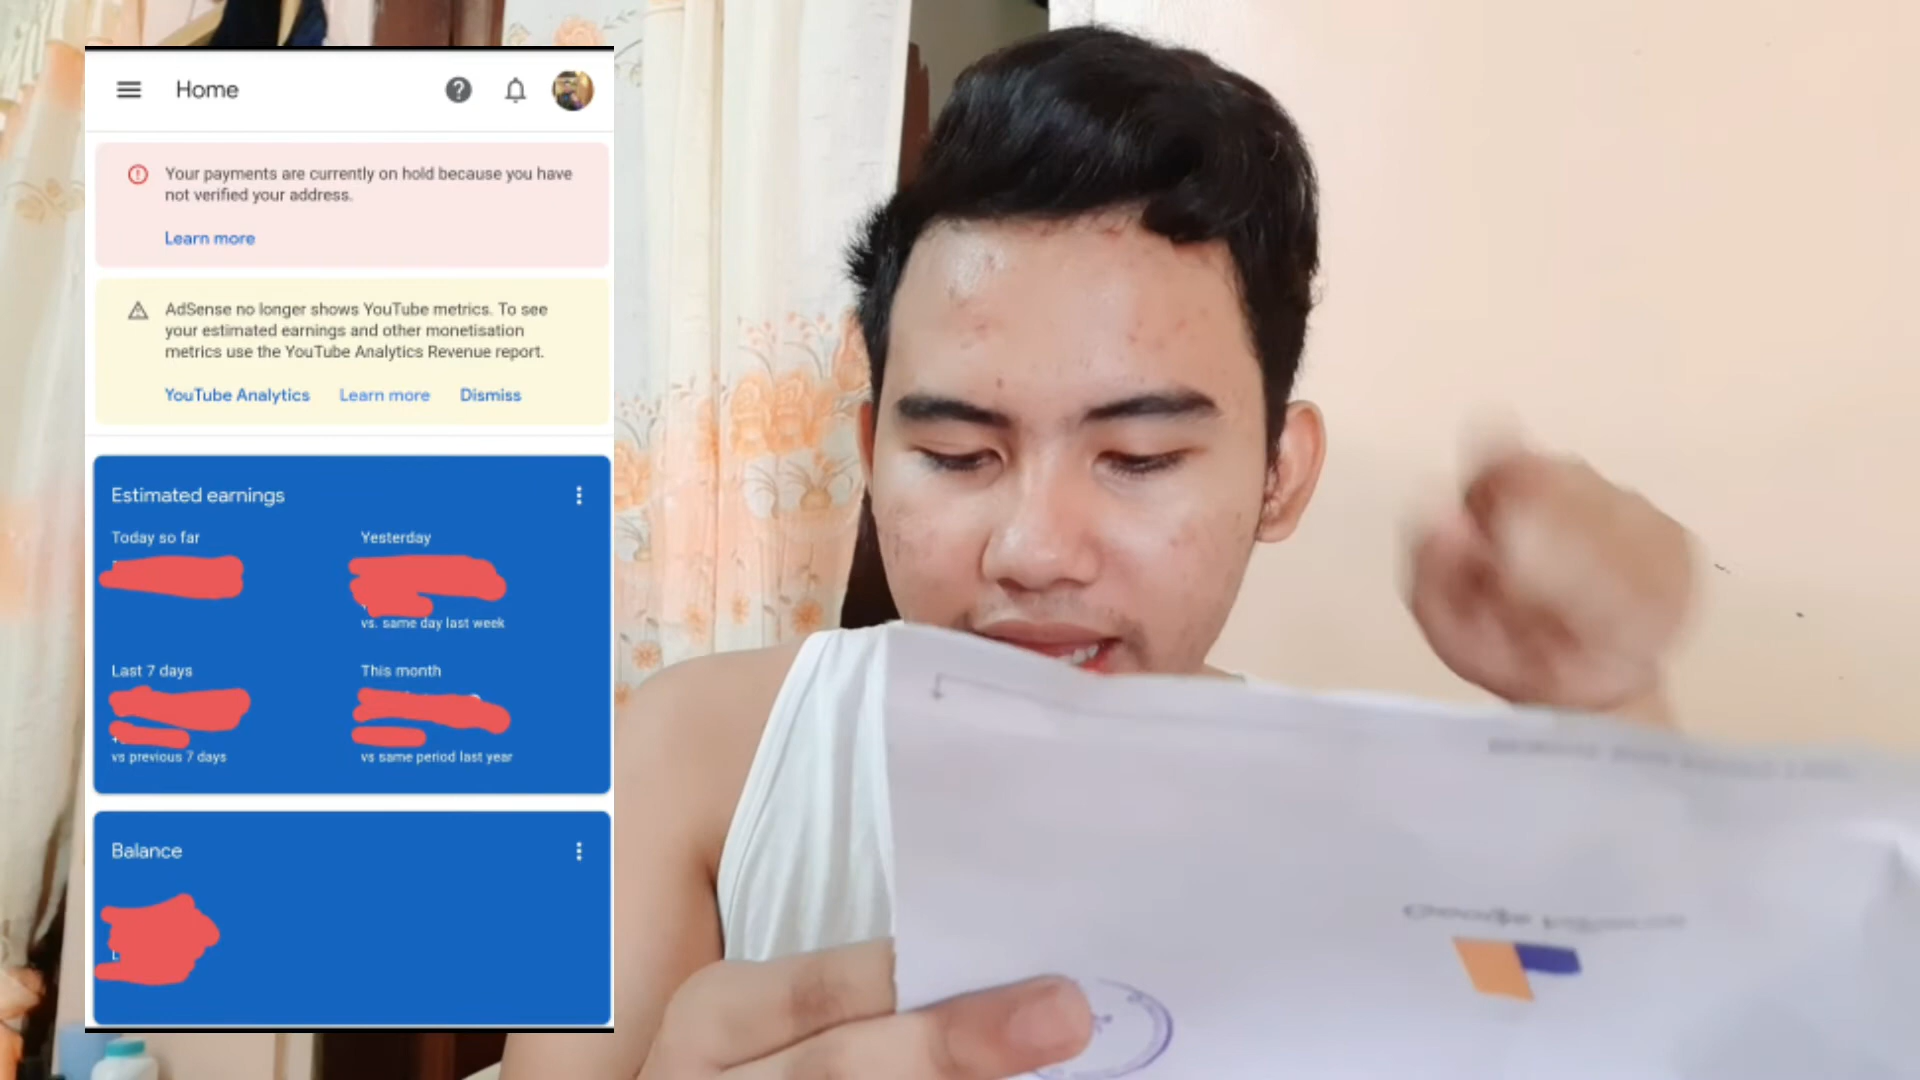 Home
Your payments are currently on hold because you have
not verified your address.
Learn more
AdSense no longer shows YouTube metrics. To see
your estimated earnings and other monetisation
metrics use the YouTube Analytics Revenue report.
YouTube Analytics Learn more Dismiss
Estimated earnings
Today so far Yesterday
vs. same day last week
Last 7 days This month
vs previous 7 days vs same period last year
Balance